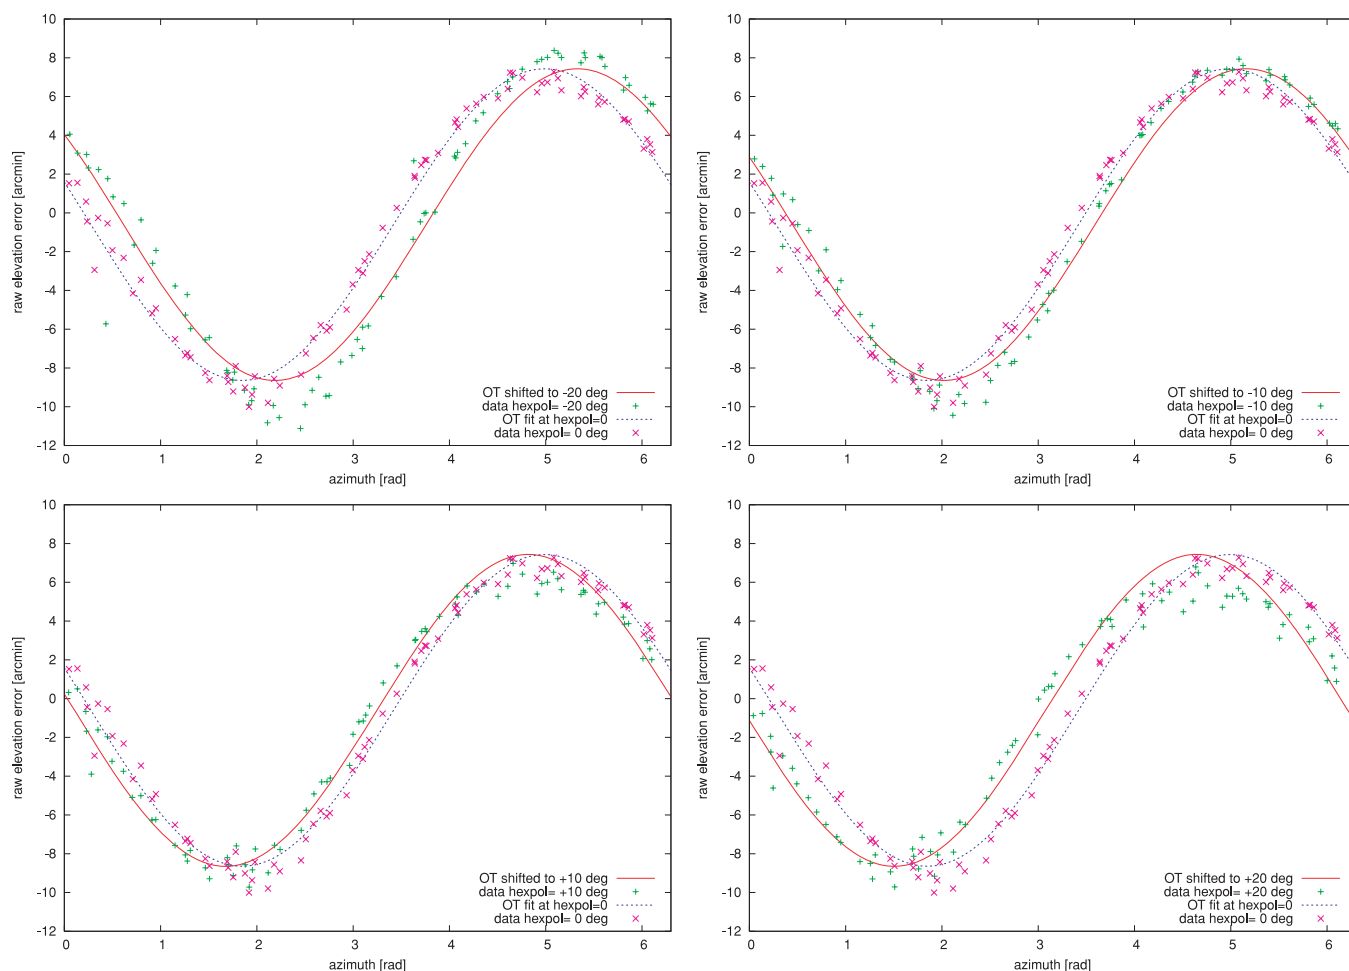 10
8
6
4
2
0
-2
-4
-6
-8
-10
-12
raw elevation error [arcmin]
OT shifted to -20 deg
data hexpol= -20 deg
OT fit at hexpol=0
data hexpol= 0 deg
0 1 2 3 4 5 6
azimuth [rad]
10
8
6
4
2
0
-2
-4
-6
-8
-10
-12
raw elevation error [arcmin]
OT shifted to -10 deg
data hexpol= -10 deg
OT fit at hexpol=0
data hexpol= 0 deg
0 1 2 3 4 5 6
azimuth [rad]
10
8
6
4
2
0
-2
-4
-6
-8
-10
-12
raw elevation error [arcmin]
OT shifted to +10 deg
data hexpol= +10 deg
OT fit at hexpol=0
data hexpol= 0 deg
0 1 2 3 4 5 6
azimuth [rad]
10
8
6
4
2
0
-2
-4
-6
-8
-10
-12
raw elevation error [arcmin]
OT shifted to +20 deg
data hexpol= +20 deg
OT fit at hexpol=0
data hexpol= 0 deg
0 1 2 3 4 5 6
azimuth [rad]